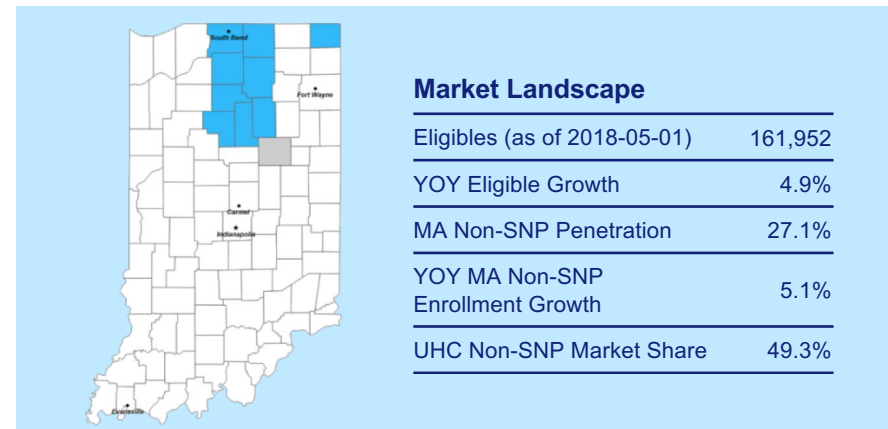 South Bend
Fort Wayne
Carmel
Indianapolis
Evansville
Market Landscape
Eligibles (as of 2018-05-01) 161,952
YOY Eligible Growth 4.9%
MA Non-SNP Penetration 27.1%
YOY MA Non-SNP
Enrollment Growth 5.1%
UHC Non-SNP Market Share 49.3%